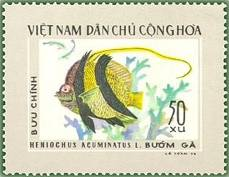 VIỆT NAM DÂN CHỦ CỘNG HÒA
BƯU CHÍNH
50
XU
HENIOCHUS ACUMINATUS L. BƯỚM GÀ